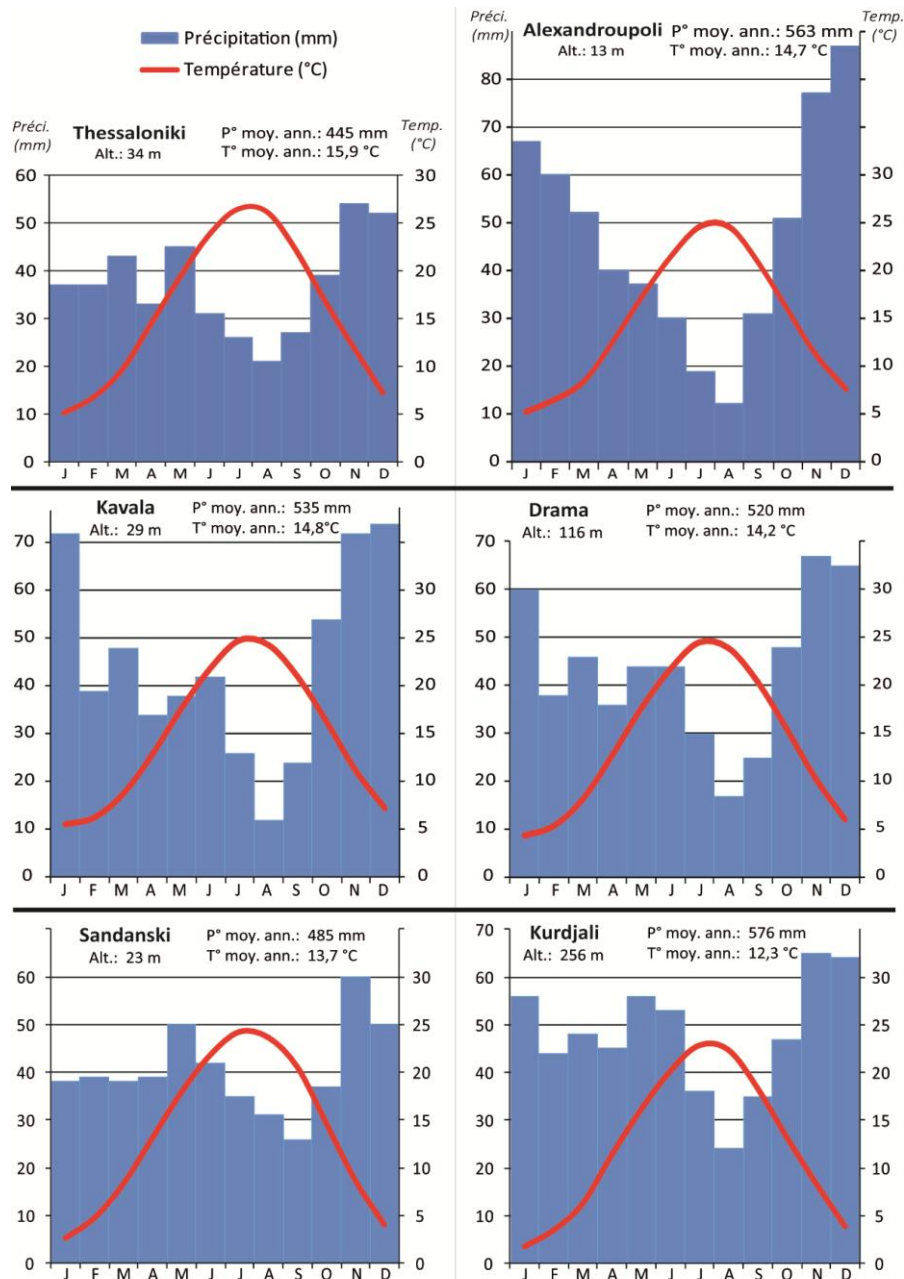 Précipitation (mm)
Température (°C)
Préci. (mm)
Thessaloniki
Alt.: 34 m
P° moy. ann.: 445 mm
T° moy. ann.: 15,9 °C
Temp. (°C)
60
50
40
30
20
10
0
30
25
20
15
10
5
0
J F M A M J J A S O N D
Préci. (mm)
Alexandroupoli
Alt.: 13 m
P° moy. ann.: 563 mm
T° moy. ann.: 14,7 °C
Temp. (°C)
80
70
60
50
40
30
20
10
0
30
25
20
15
10
5
0
J F M A M J J A S O N D
Kavala
Alt.: 29 m
P° moy. ann.: 535 mm
T° moy. ann.: 14,8°C
70
60
50
40
30
20
10
0
30
25
20
15
10
5
0
J F M A M J J A S O N D
Drama
Alt.: 116 m
P° moy. ann.: 520 mm
T° moy. ann.: 14,2 °C
70
60
50
40
30
20
10
0
30
25
20
15
10
5
0
J F M A M J J A S O N D
Sandanski
Alt.: 23 m
P° moy. ann.: 485 mm
T° moy. ann.: 13,7 °C
60
50
40
30
20
10
0
30
25
20
15
10
5
0
J F M A M J J A S O N D
Kurdjali
Alt.: 256 m
P° moy. ann.: 576 mm
T° moy. ann.: 12,3 °C
70
60
50
40
30
20
10
0
30
25
20
15
10
5
0
J F M A M J J A S O N D